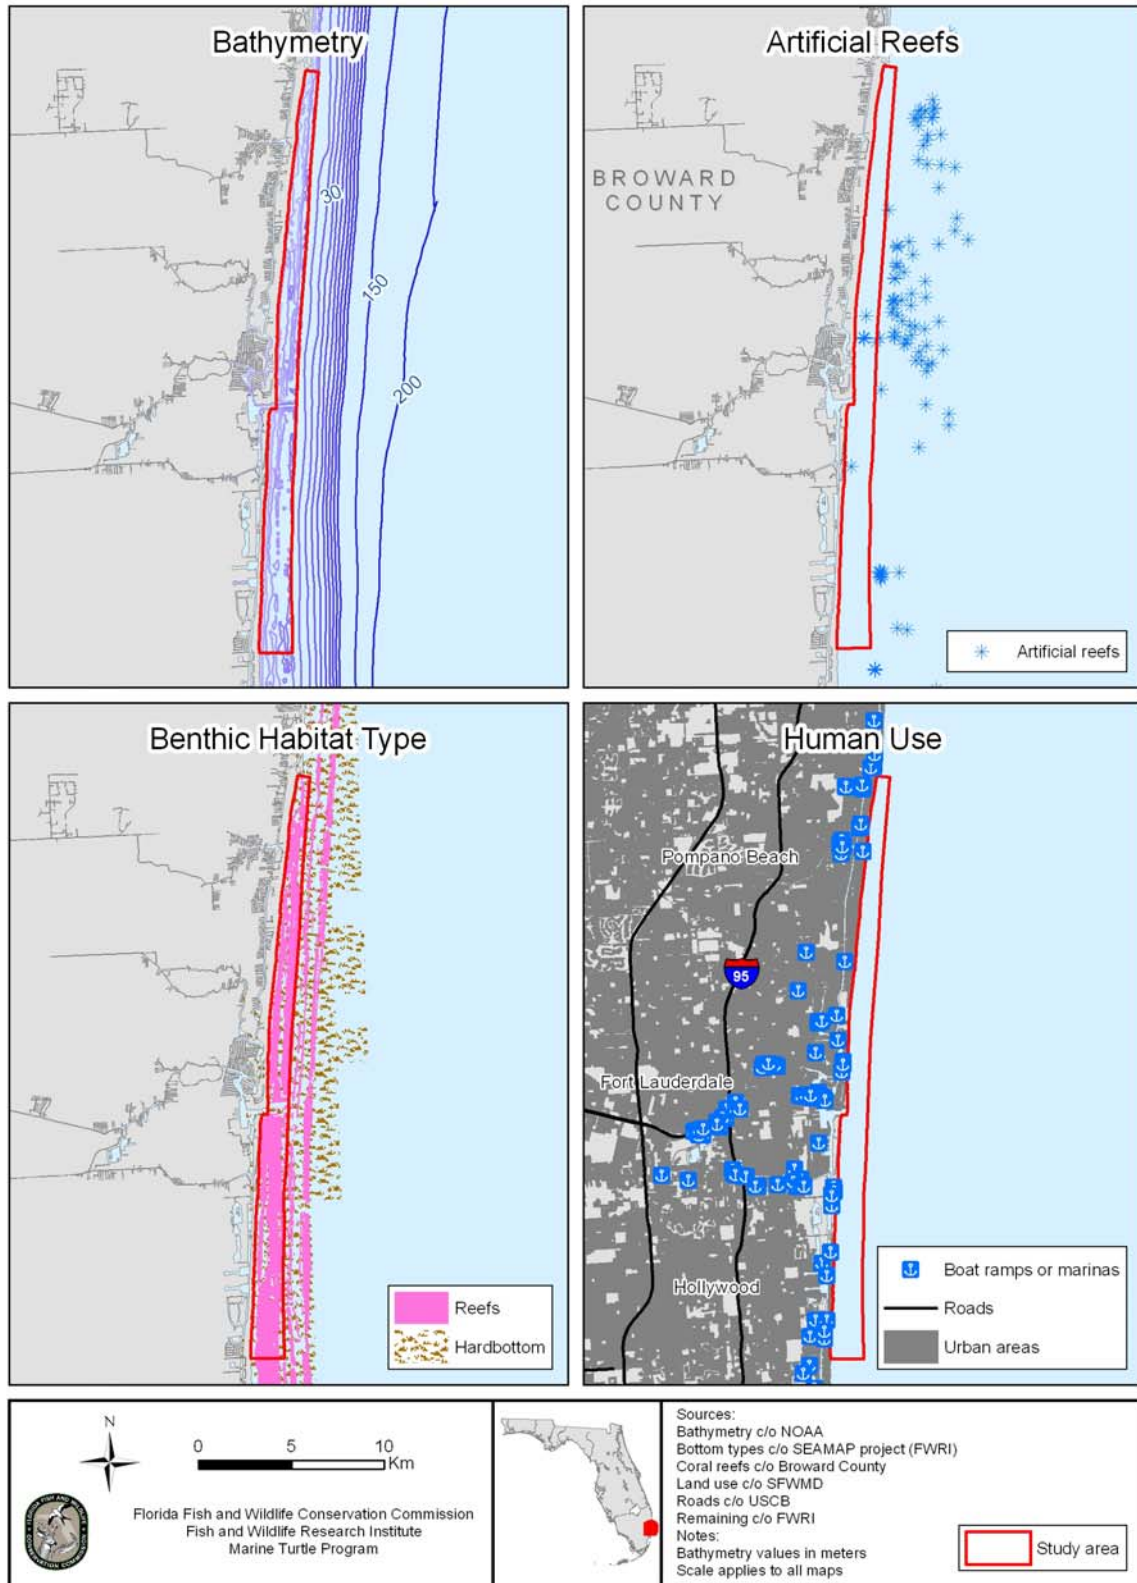 Bathymetry
30
150
200
Artificial Reefs
BROWARD
COUNTY
Artificial reefs
Benthic Habitat Type
Reefs
Hardbottom
Human Use
Pompano Beach
95
Fort Lauderdale
Hollywood
Boat ramps or marinas
Roads
Urban areas
N
0 5 10
Km
Florida Fish and Wildlife Conservation Commission
Fish and Wildlife Research Institute
Marine Turtle Program
Sources:
Bathymetry c/o NOAA
Bottom types c/o SEAMAP project (FWRI)
Coral reefs c/o Broward County
Land use c/o SFWMD
Roads c/o USCB
Remaining c/o FWRI
Notes:
Bathymetry values in meters
Scale applies to all maps
Study area